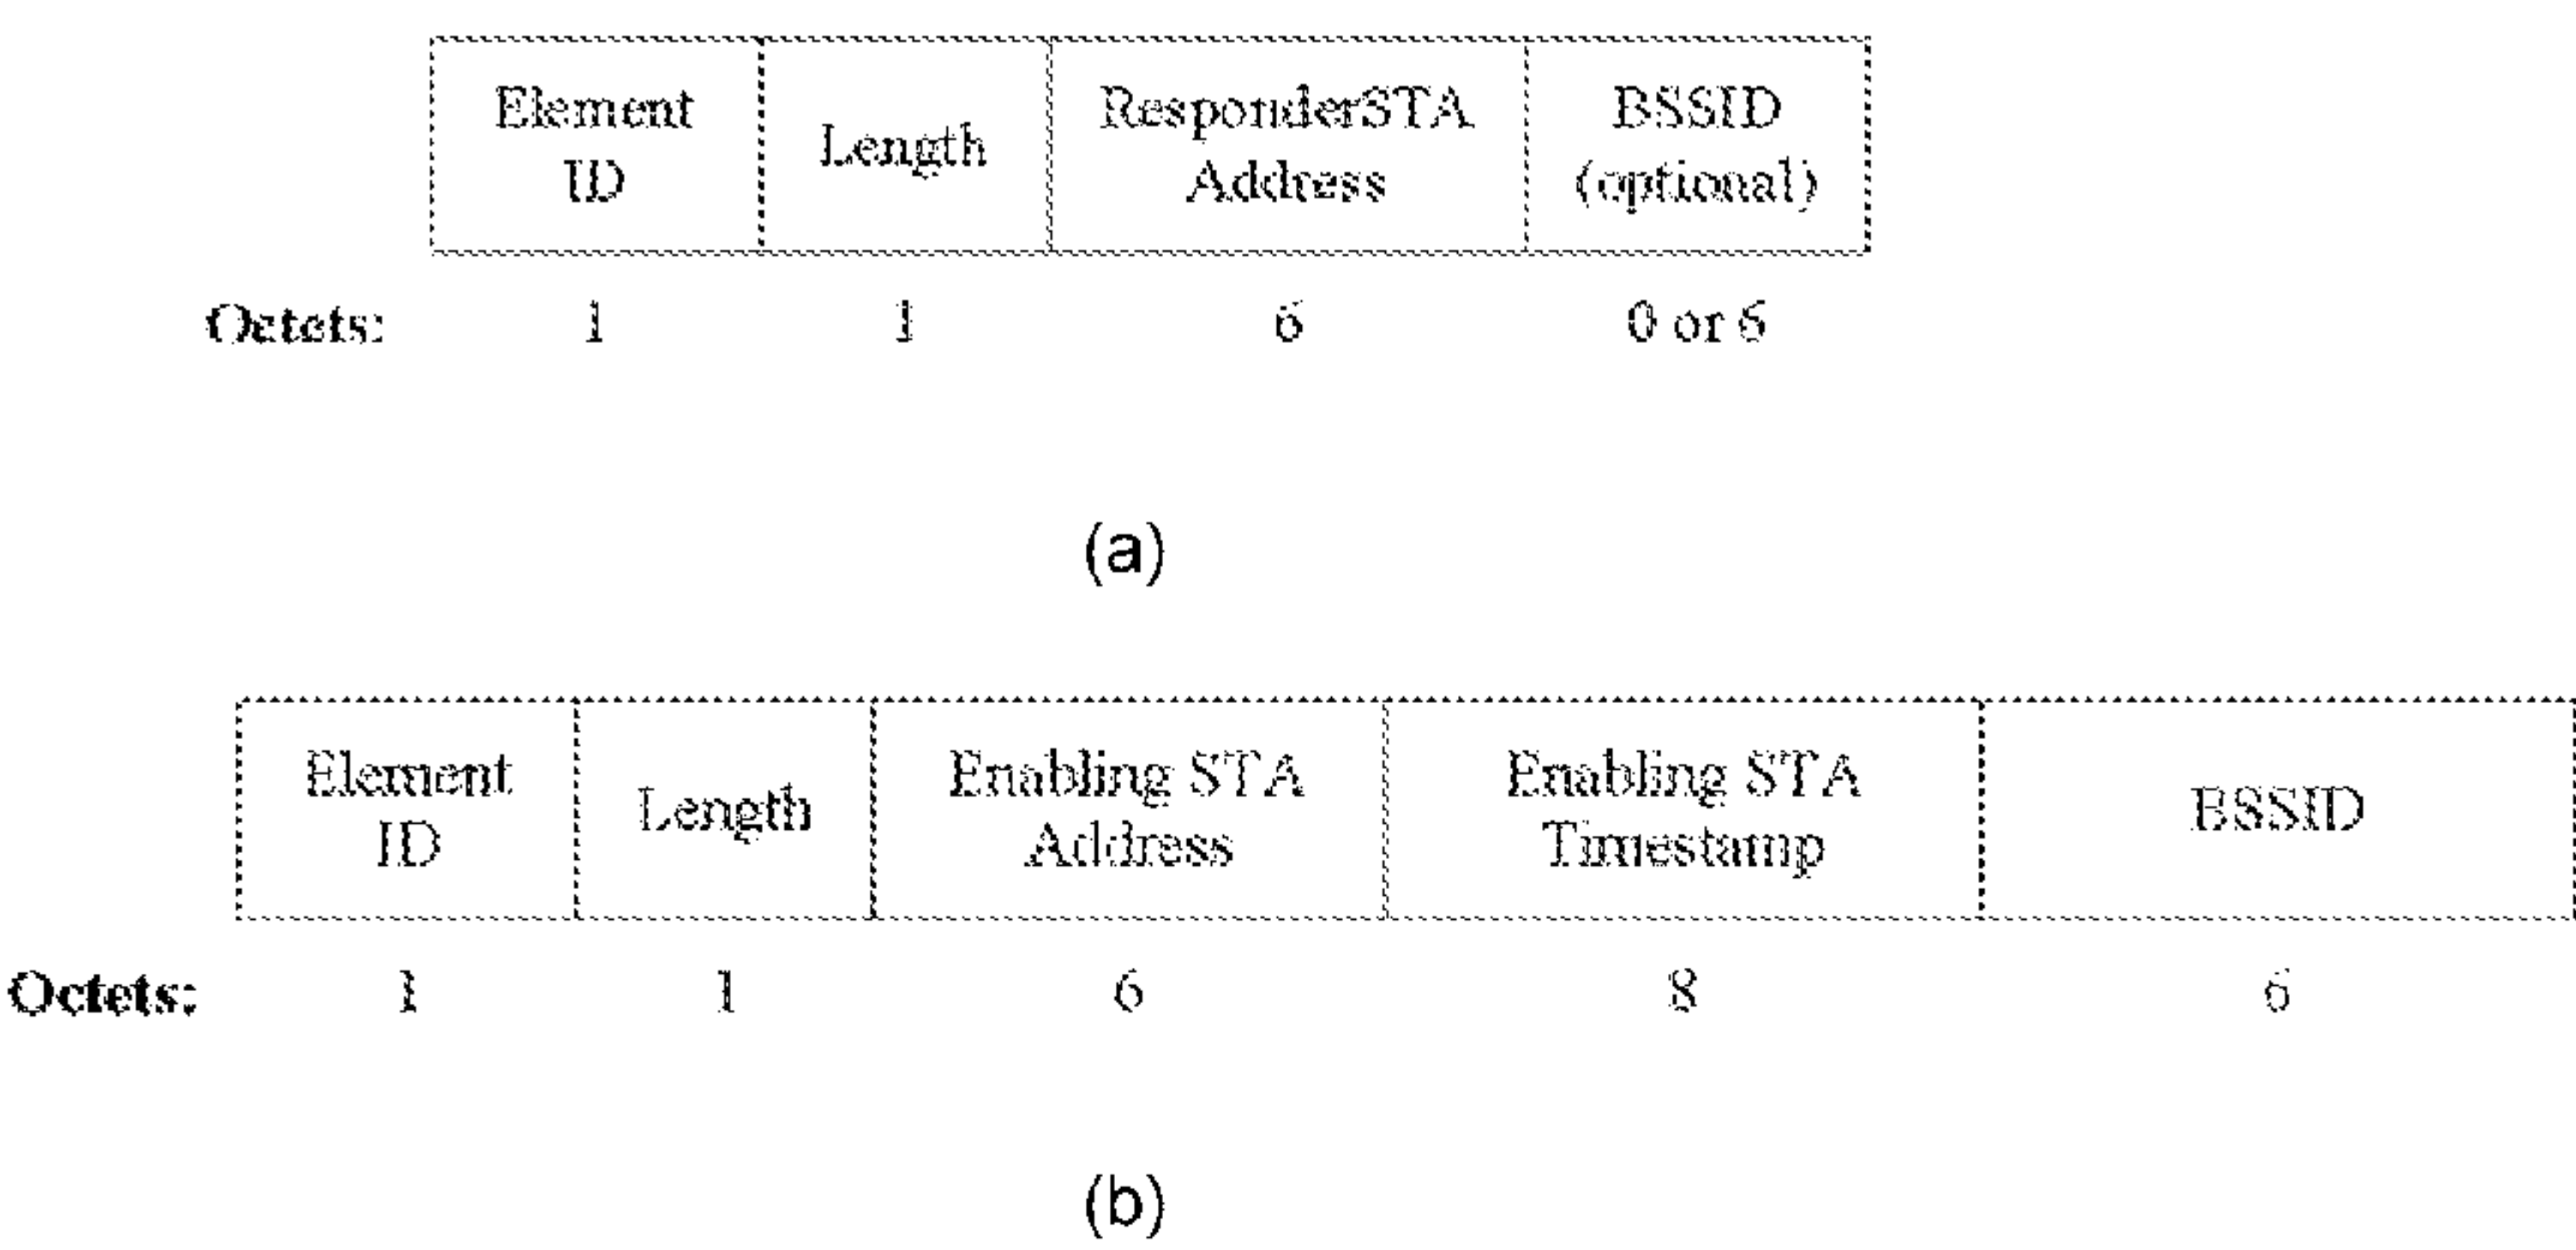 Element ID
Length
ResponderSTA Address
BSSID (optional)
Octets: 1 1 6 0 or 6
(a)
Element ID
Length
Enabling STA Address
Enabling STA Timestamp
BSSID
Octets: 1 1 6 8 6
(b)